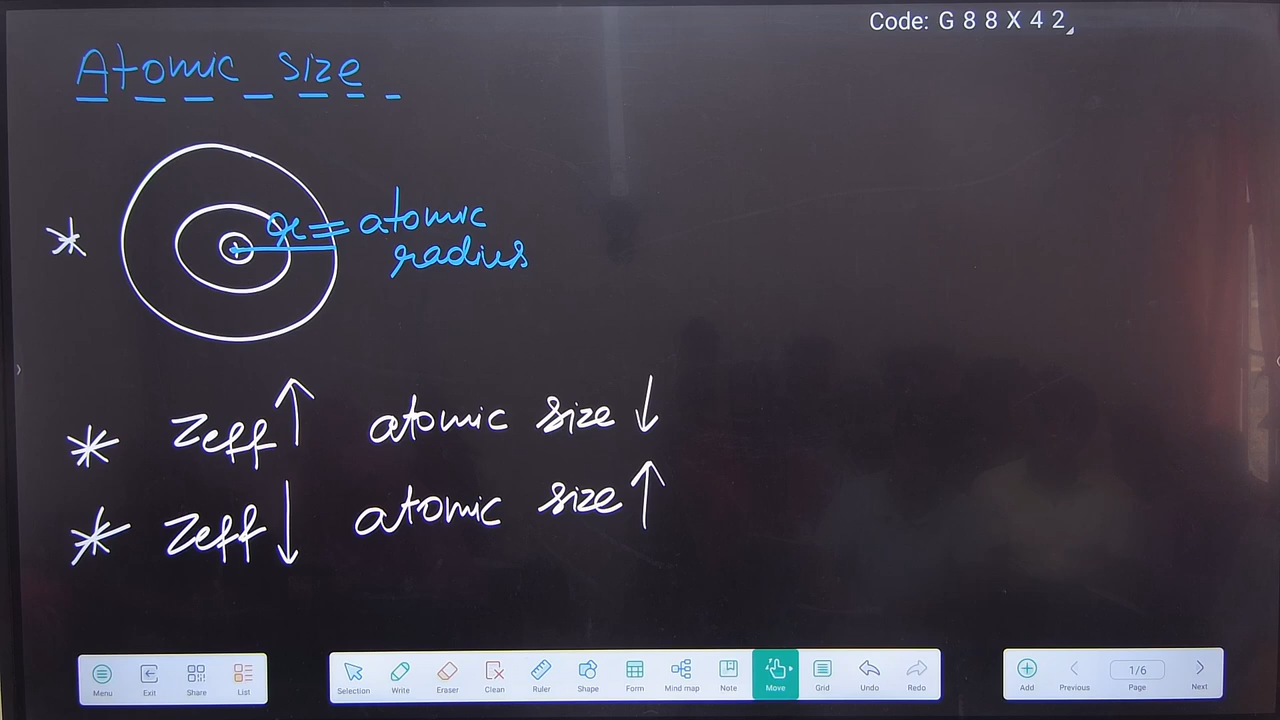 Code: G 8 8 X 4 2
Atomic size
* r = atomic
radius
* Zeff ↑ atomic size ↓
* Zeff ↓ atomic size ↑
Menu Exit Share List Selection Write Eraser Clean Ruler Shape Form Mind map Note Move Grid Undo Redo Add Previous 1/6 Page Next